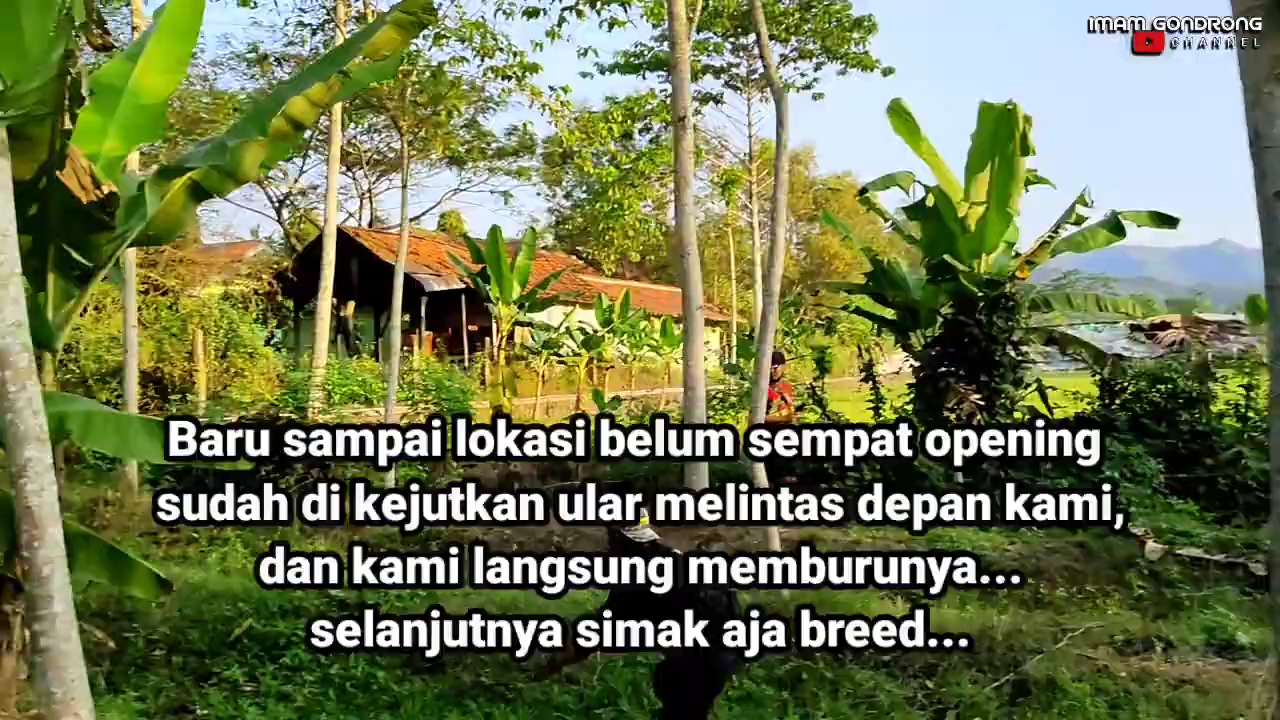 IMAM GONDRONG
CHANNEL
Baru sampai lokasi belum sempat opening
sudah di kejutkan ular melintas depan kami,
dan kami langsung memburunya...
selanjutnya simak aja breed...